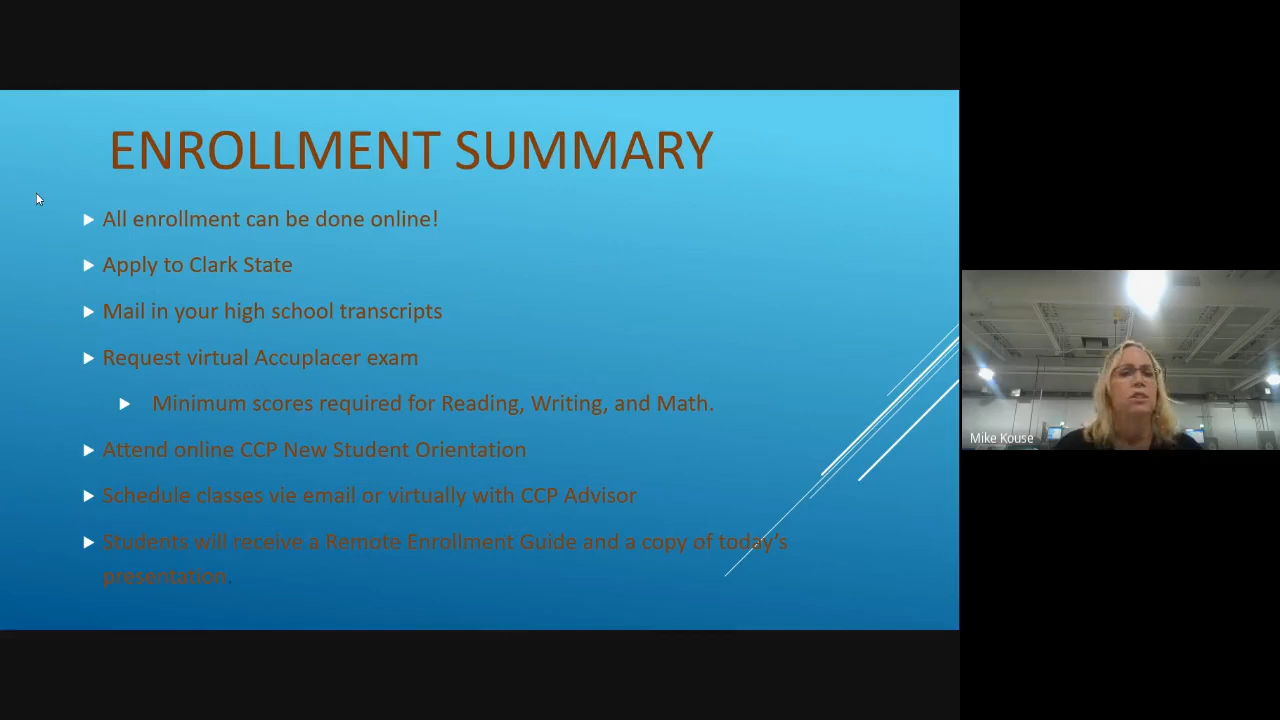 ENROLLMENT SUMMARY
All enrollment can be done online!
Apply to Clark State
Mail in your high school transcripts
Request virtual Accuplacer exam
Minimum scores required for Reading, Writing, and Math.
Attend online CCP New Student Orientation
Schedule classes vie email or virtually with CCP Advisor
Students will receive a Remote Enrollment Guide and a copy of today's
presentation.
Mike Kouse